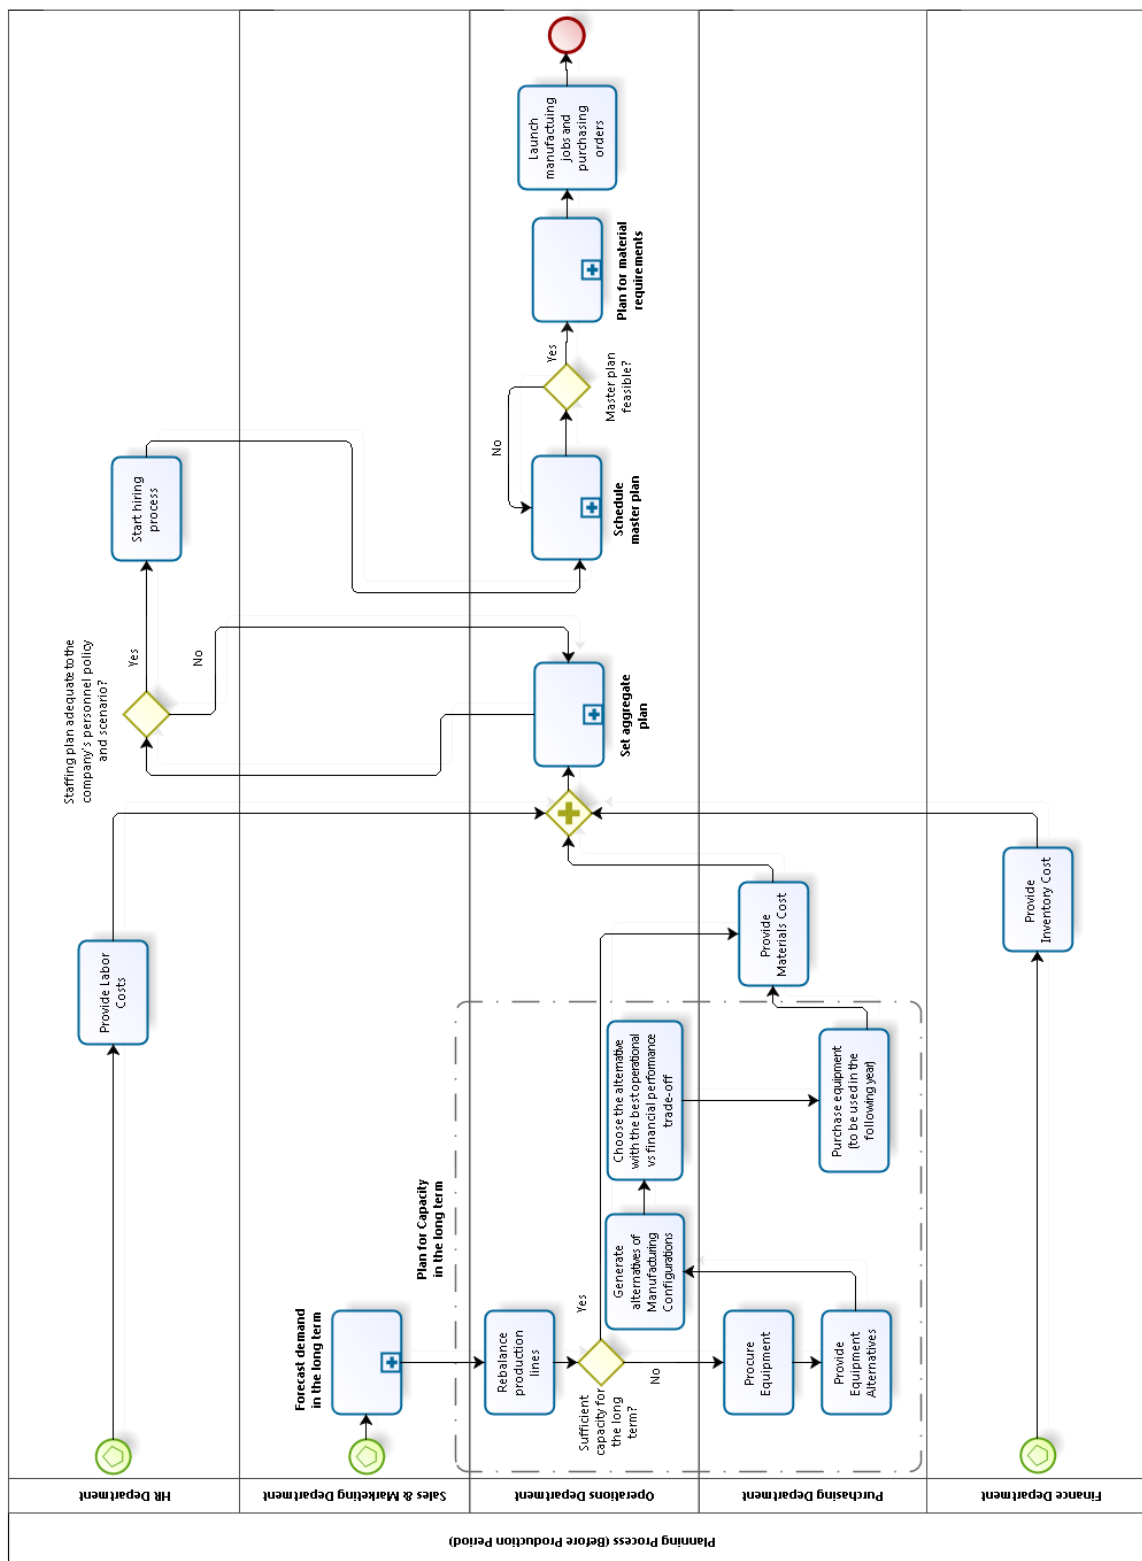 Planning Process (Before Production Period)
HR Department
Sales & Marketing Department
Operations Department
Purchasing Department
Finance Department
Provide Labor
Costs
Staffing plan adequate to the
company's personnel policy
and scenario?
Yes
No
Start hiring
process
Forecast demand
in the long term
Plan for Capacity
in the long term
Rebalance
production
lines
Sufficient
capacity for
the long
term?
Yes
No
Generate
alternatives of
Manufacturing
Configurations
Choose the alternative
with the best operational
vs financial performance
trade-off
Set aggregate
plan
Schedule
master plan
No
Master plan
feasible?
Yes
Plan for material
requirements
Launch
manufactuing
jobs and
purchasing
orders
Procure
Equipment
Provide
Equipment
Alternatives
Purchase equipment
(to be used in the
following year)
Provide
Materials Cost
Provide
Inventory Cost